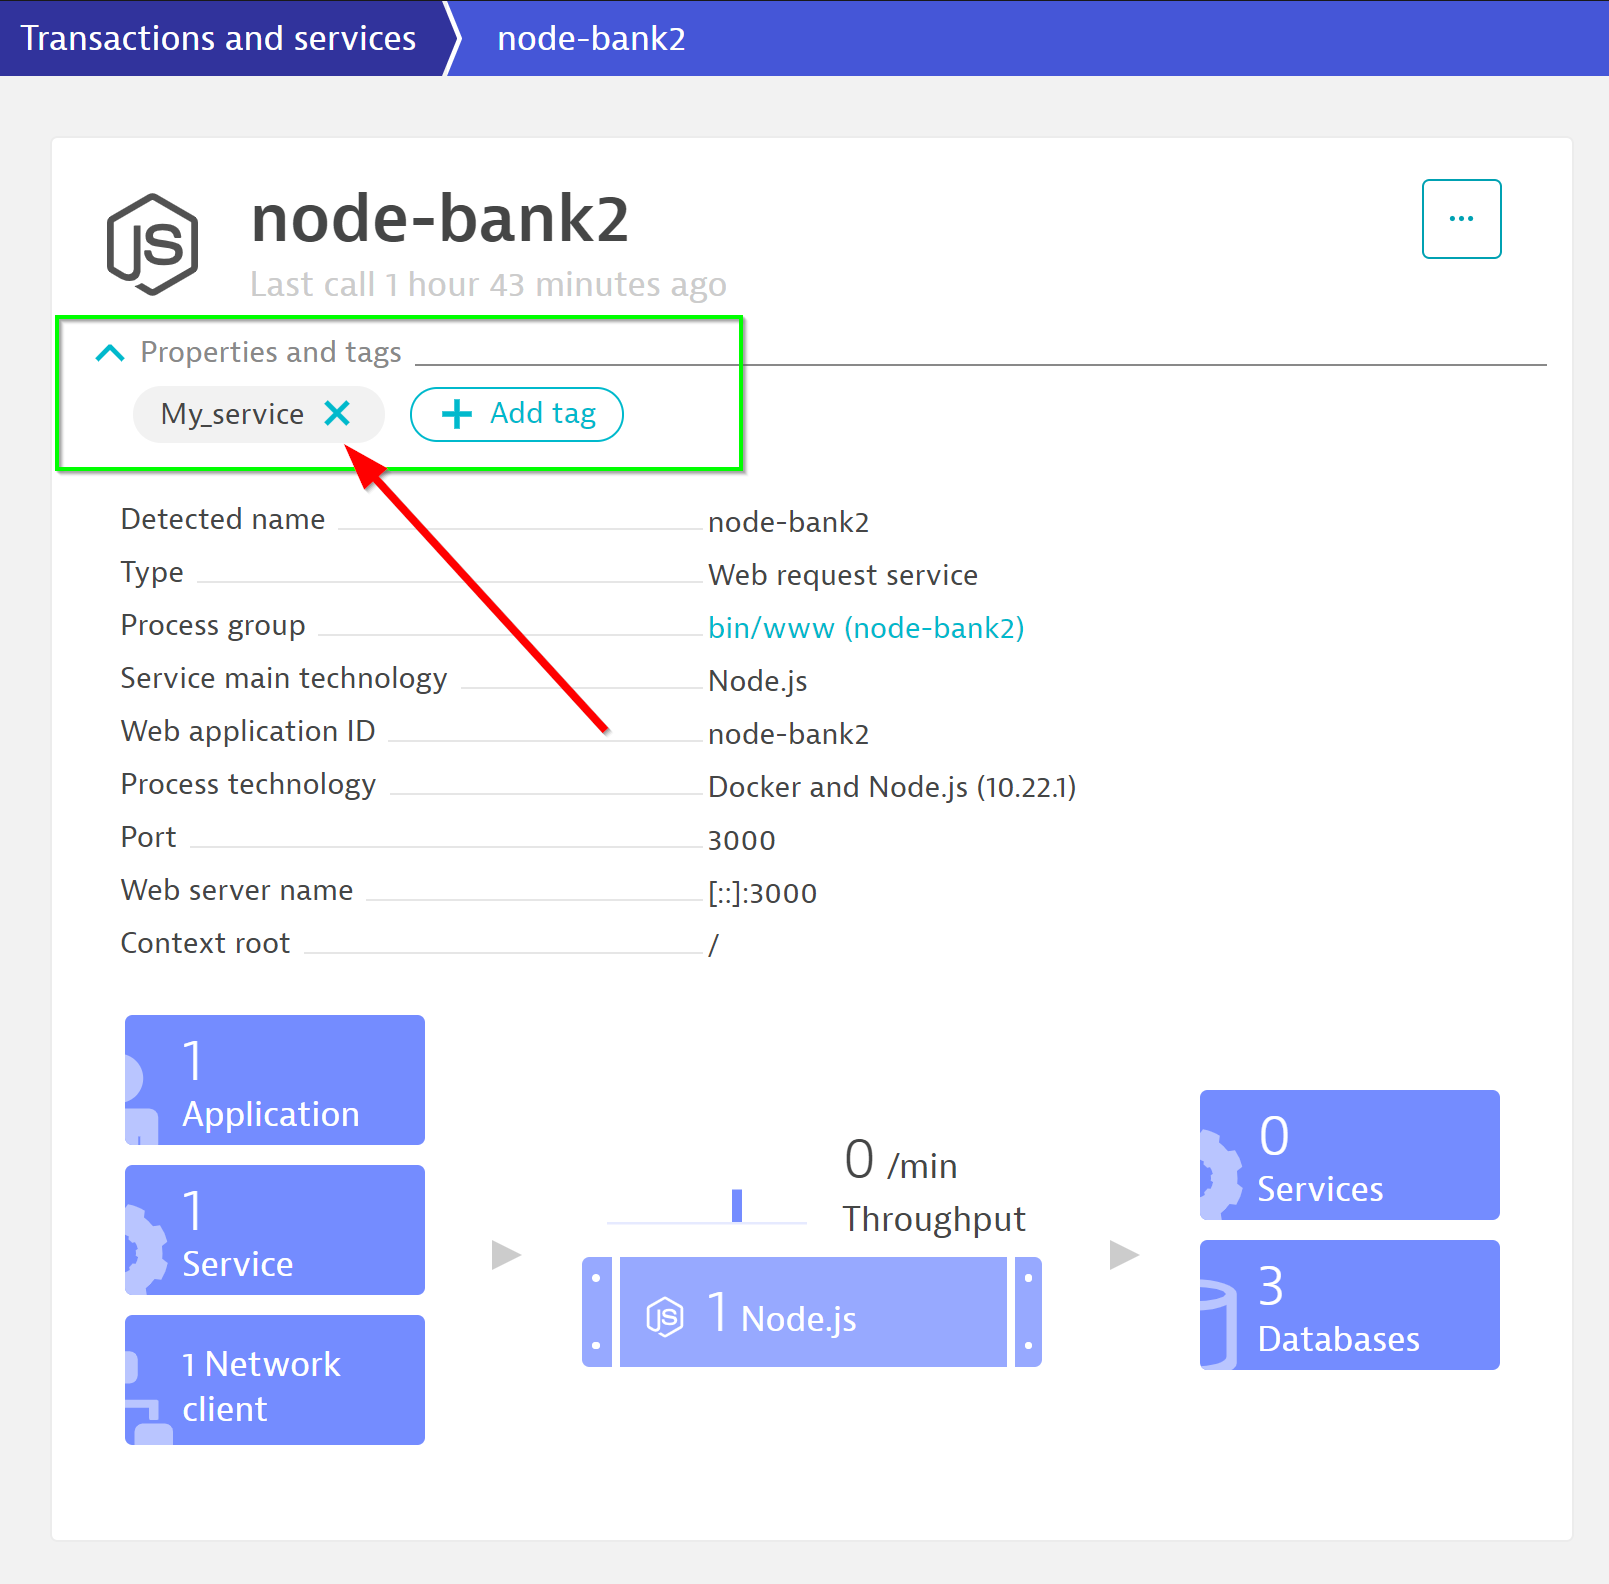 Transactions and services
node-bank2
JS
node-bank2
...
Last call 1 hour 43 minutes ago
Properties and tags
My_service
Add tag
Detected name node-bank2
Type Web request service
Process group bin/www (node-bank2)
Service main technology Node.js
Web application ID node-bank2
Process technology Docker and Node.js (10.22.1)
Port 3000
Web server name [::]:3000
Context root /
1
Application
1
Service
1 Network
client
0 /min
Throughput
JS 1 Node.js
0
Services
3
Databases